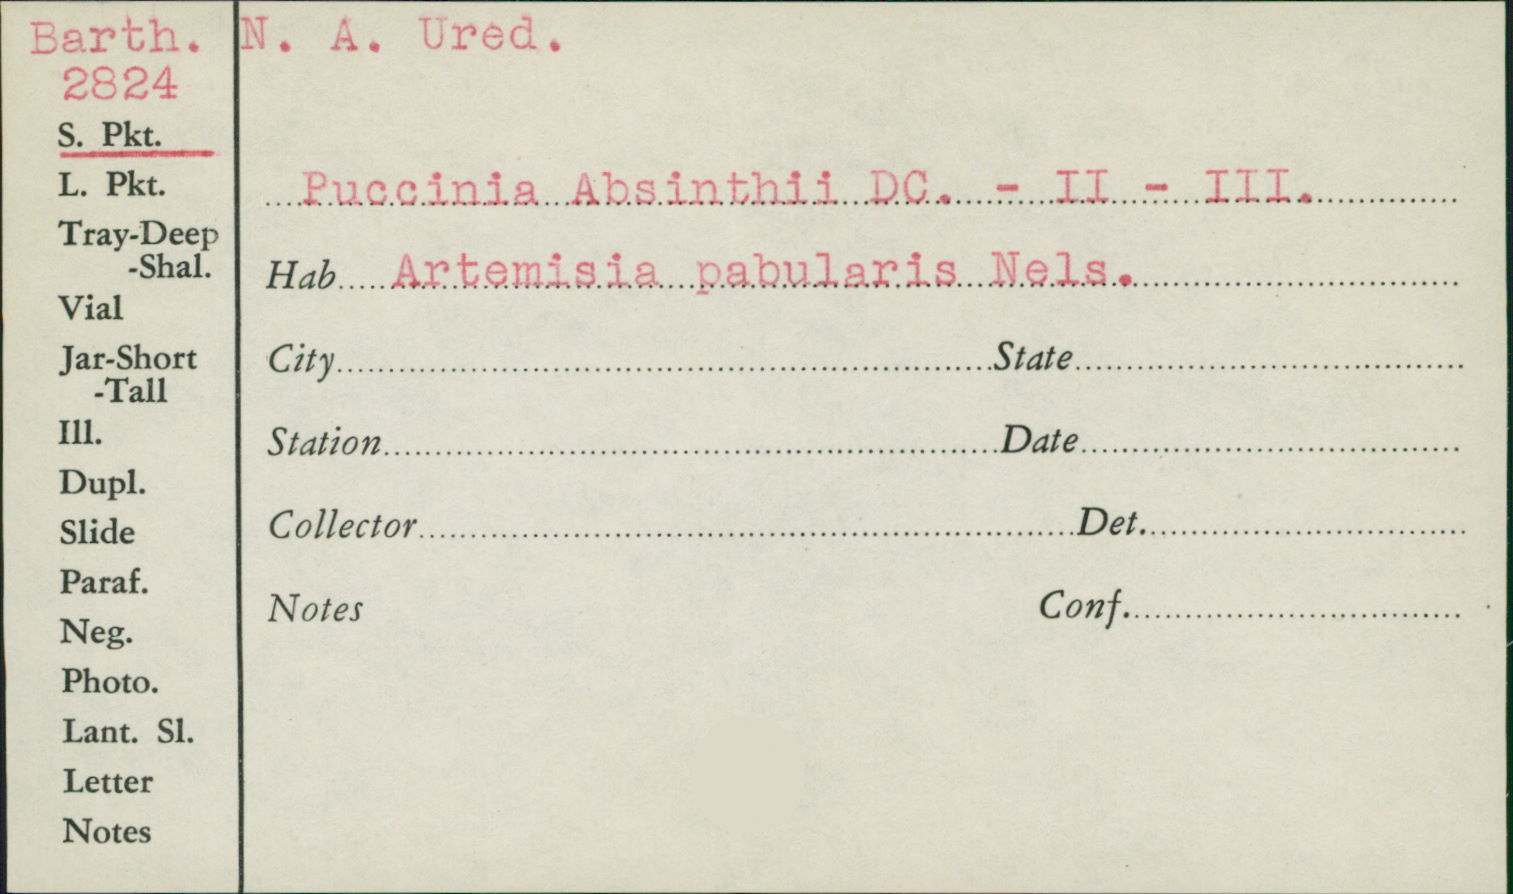 Barth. N. A. Ured.
2824
S. Pkt.
L. Pkt.
Tray-Deep
-Shal.
Vial
Jar-Short
-Tall
Ill.
Dupl.
Slide
Paraf.
Neg.
Photo.
Lant. Sl.
Letter
Notes
Puccinia Absinthii DC. - II - III.
Hab Artemisia pabularis Nels.
City State
Station Date
Collector Det.
Notes Conf.